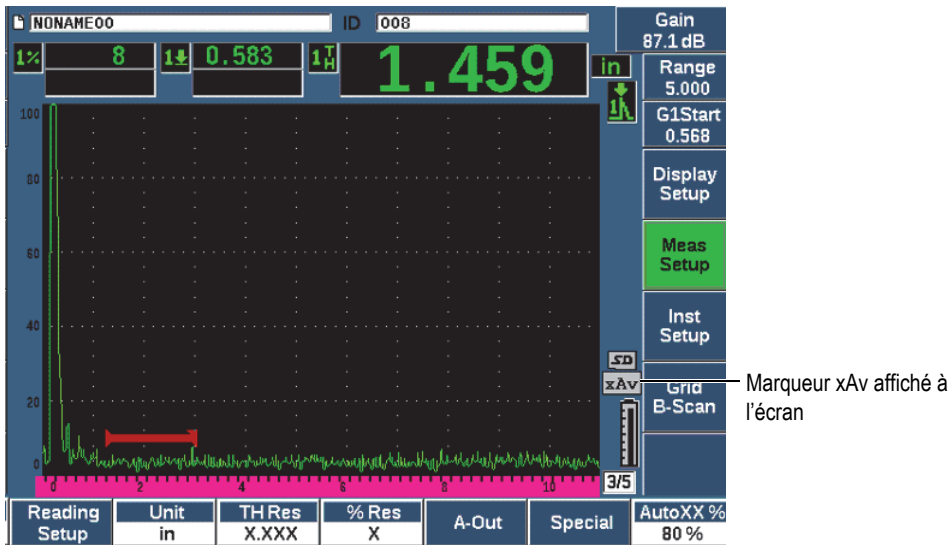 NONAME00
ID
008
Gain
87.1 dB
1%
8
1
0.583
1 T H
1.459
in
Range
5.000
1
G1Start
0.568
Display
Setup
Meas
Setup
Inst
Setup
SD
xAv
Grid
B-Scan
Marqueur xAv affiché à
l’écran
100
80
60
40
20
0
0
2
4
6
8
10
3/5
Reading
Setup
Unit
in
TH Res
X.XXX
% Res
X
A-Out
Special
AutoXX %
80 %